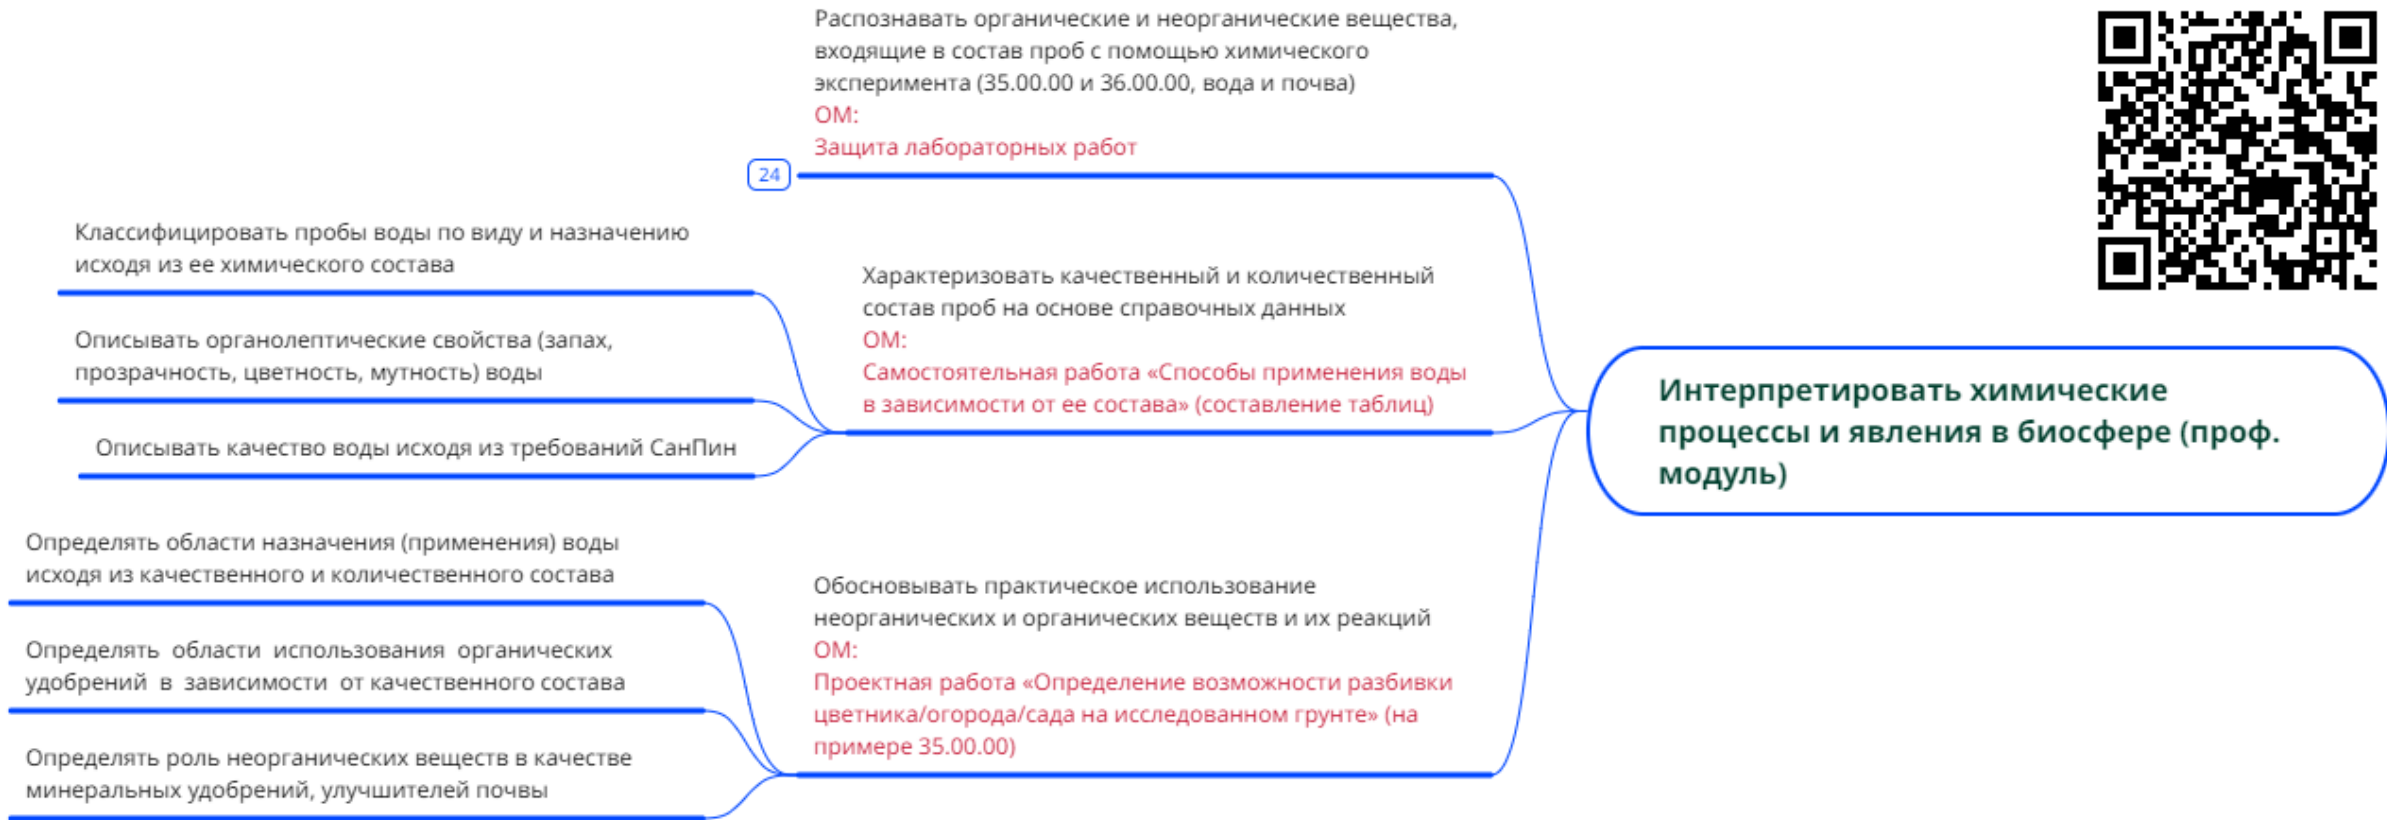 Распознавать органические и неорганические вещества,
входящие в состав проб с помощью химического
эксперимента (35.00.00 и 36.00.00, вода и почва)
ОМ:
Защита лабораторных работ
24
Классифицировать пробы воды по виду и назначению
исходя из ее химического состава
Описывать органолептические свойства (запах,
прозрачность, цветность, мутность) воды
Описывать качество воды исходя из требований СанПин
Характеризовать качественный и количественный
состав проб на основе справочных данных
ОМ:
Самостоятельная работа «Способы применения воды
в зависимости от ее состава» (составление таблиц)
Интерпретировать химические
процессы и явления в биосфере (проф.
модуль)
Определять области назначения (применения) воды
исходя из качественного и количественного состава
Определять области использования органических
удобрений в зависимости от качественного состава
Определять роль неорганических веществ в качестве
минеральных удобрений, улучшителей почвы
Обосновывать практическое использование
неорганических и органических веществ и их реакций
ОМ:
Проектная работа «Определение возможности разбивки
цветника/огорода/сада на исследованном грунте» (на
примере 35.00.00)